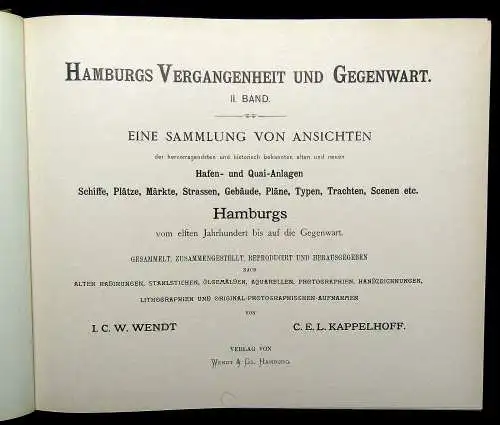 HAMBURGS VERGANGENHEIT UND GEGENWART.
II. BAND.
EINE SAMMLUNG VON ANSICHTEN
der hervorragendsten und historisch bekannten alten und neuen
Hafen- und Quai-Anlagen
Schiffe, Plätze, Märkte, Strassen, Gebäude, Pläne, Typen, Trachten, Scenen etc.
Hamburgs
vom elften Jahrhundert bis auf die Gegenwart.
GESAMMELT, ZUSAMMENGESTELLT, REPRODUCIRT UND HERAUSGEGEBEN
NACH
ALTEN RADIRUNGEN, STAHLSTICHEN, ÖLGEMÄLDEN, AQUARELLEN, PHOTOGRAPHIEN, HANDZEICHNUNGEN,
LITHOGRAPHIEN UND ORIGINAL-PHOTOGRAPHISCHEN-AUFNAHMEN
VON
I. C. W. WENDT C. E. L. KAPPELHOFF.
VERLAG VON
WENDT & CO., HAMBURG.